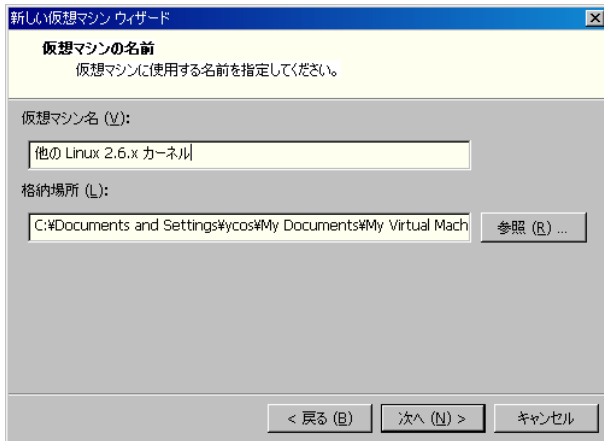 新しい仮想マシン ウィザード
仮想マシンの名前
仮想マシンに使用する名前を指定してください。
仮想マシン名 (V):
他の Linux 2.6.x カーネル
格納場所 (L):
C:¥Documents and Settings¥ycos¥My Documents¥My Virtual Mach
参照 (R) ...
< 戻る (B)
次へ (N) >
キャンセル